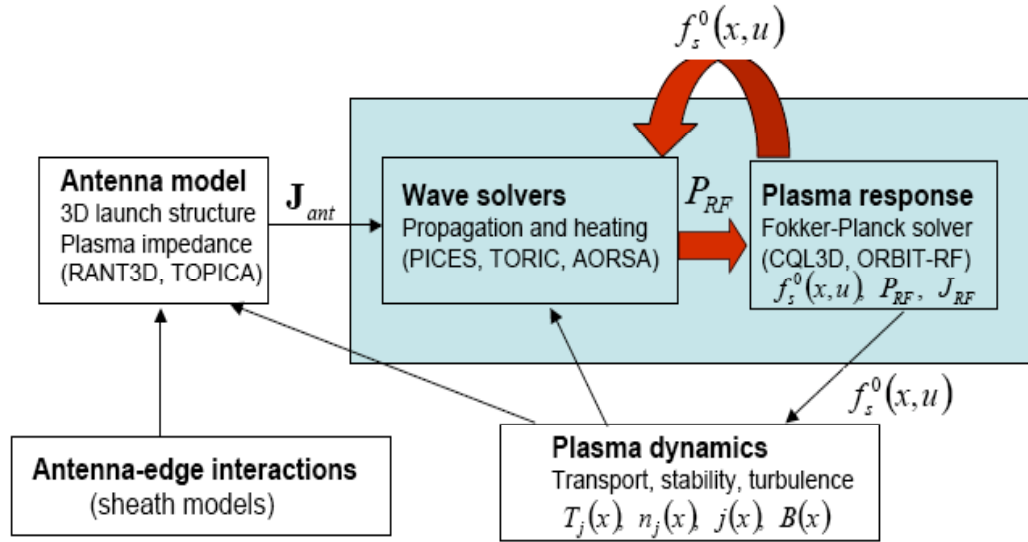 f_s^0(x,u)
Antenna model
3D launch structure
Plasma impedance
(RANT3D, TOPICA)
J_ant
Wave solvers
Propagation and heating
(PICES, TORIC, AORSA)
P_RF
Plasma response
Fokker-Planck solver
(CQL3D, ORBIT-RF)
f_s^0(x,u), P_RF, J_RF
f_s^0(x,u)
Antenna-edge interactions
(sheath models)
Plasma dynamics
Transport, stability, turbulence
T_j(x), n_j(x), j(x), B(x)